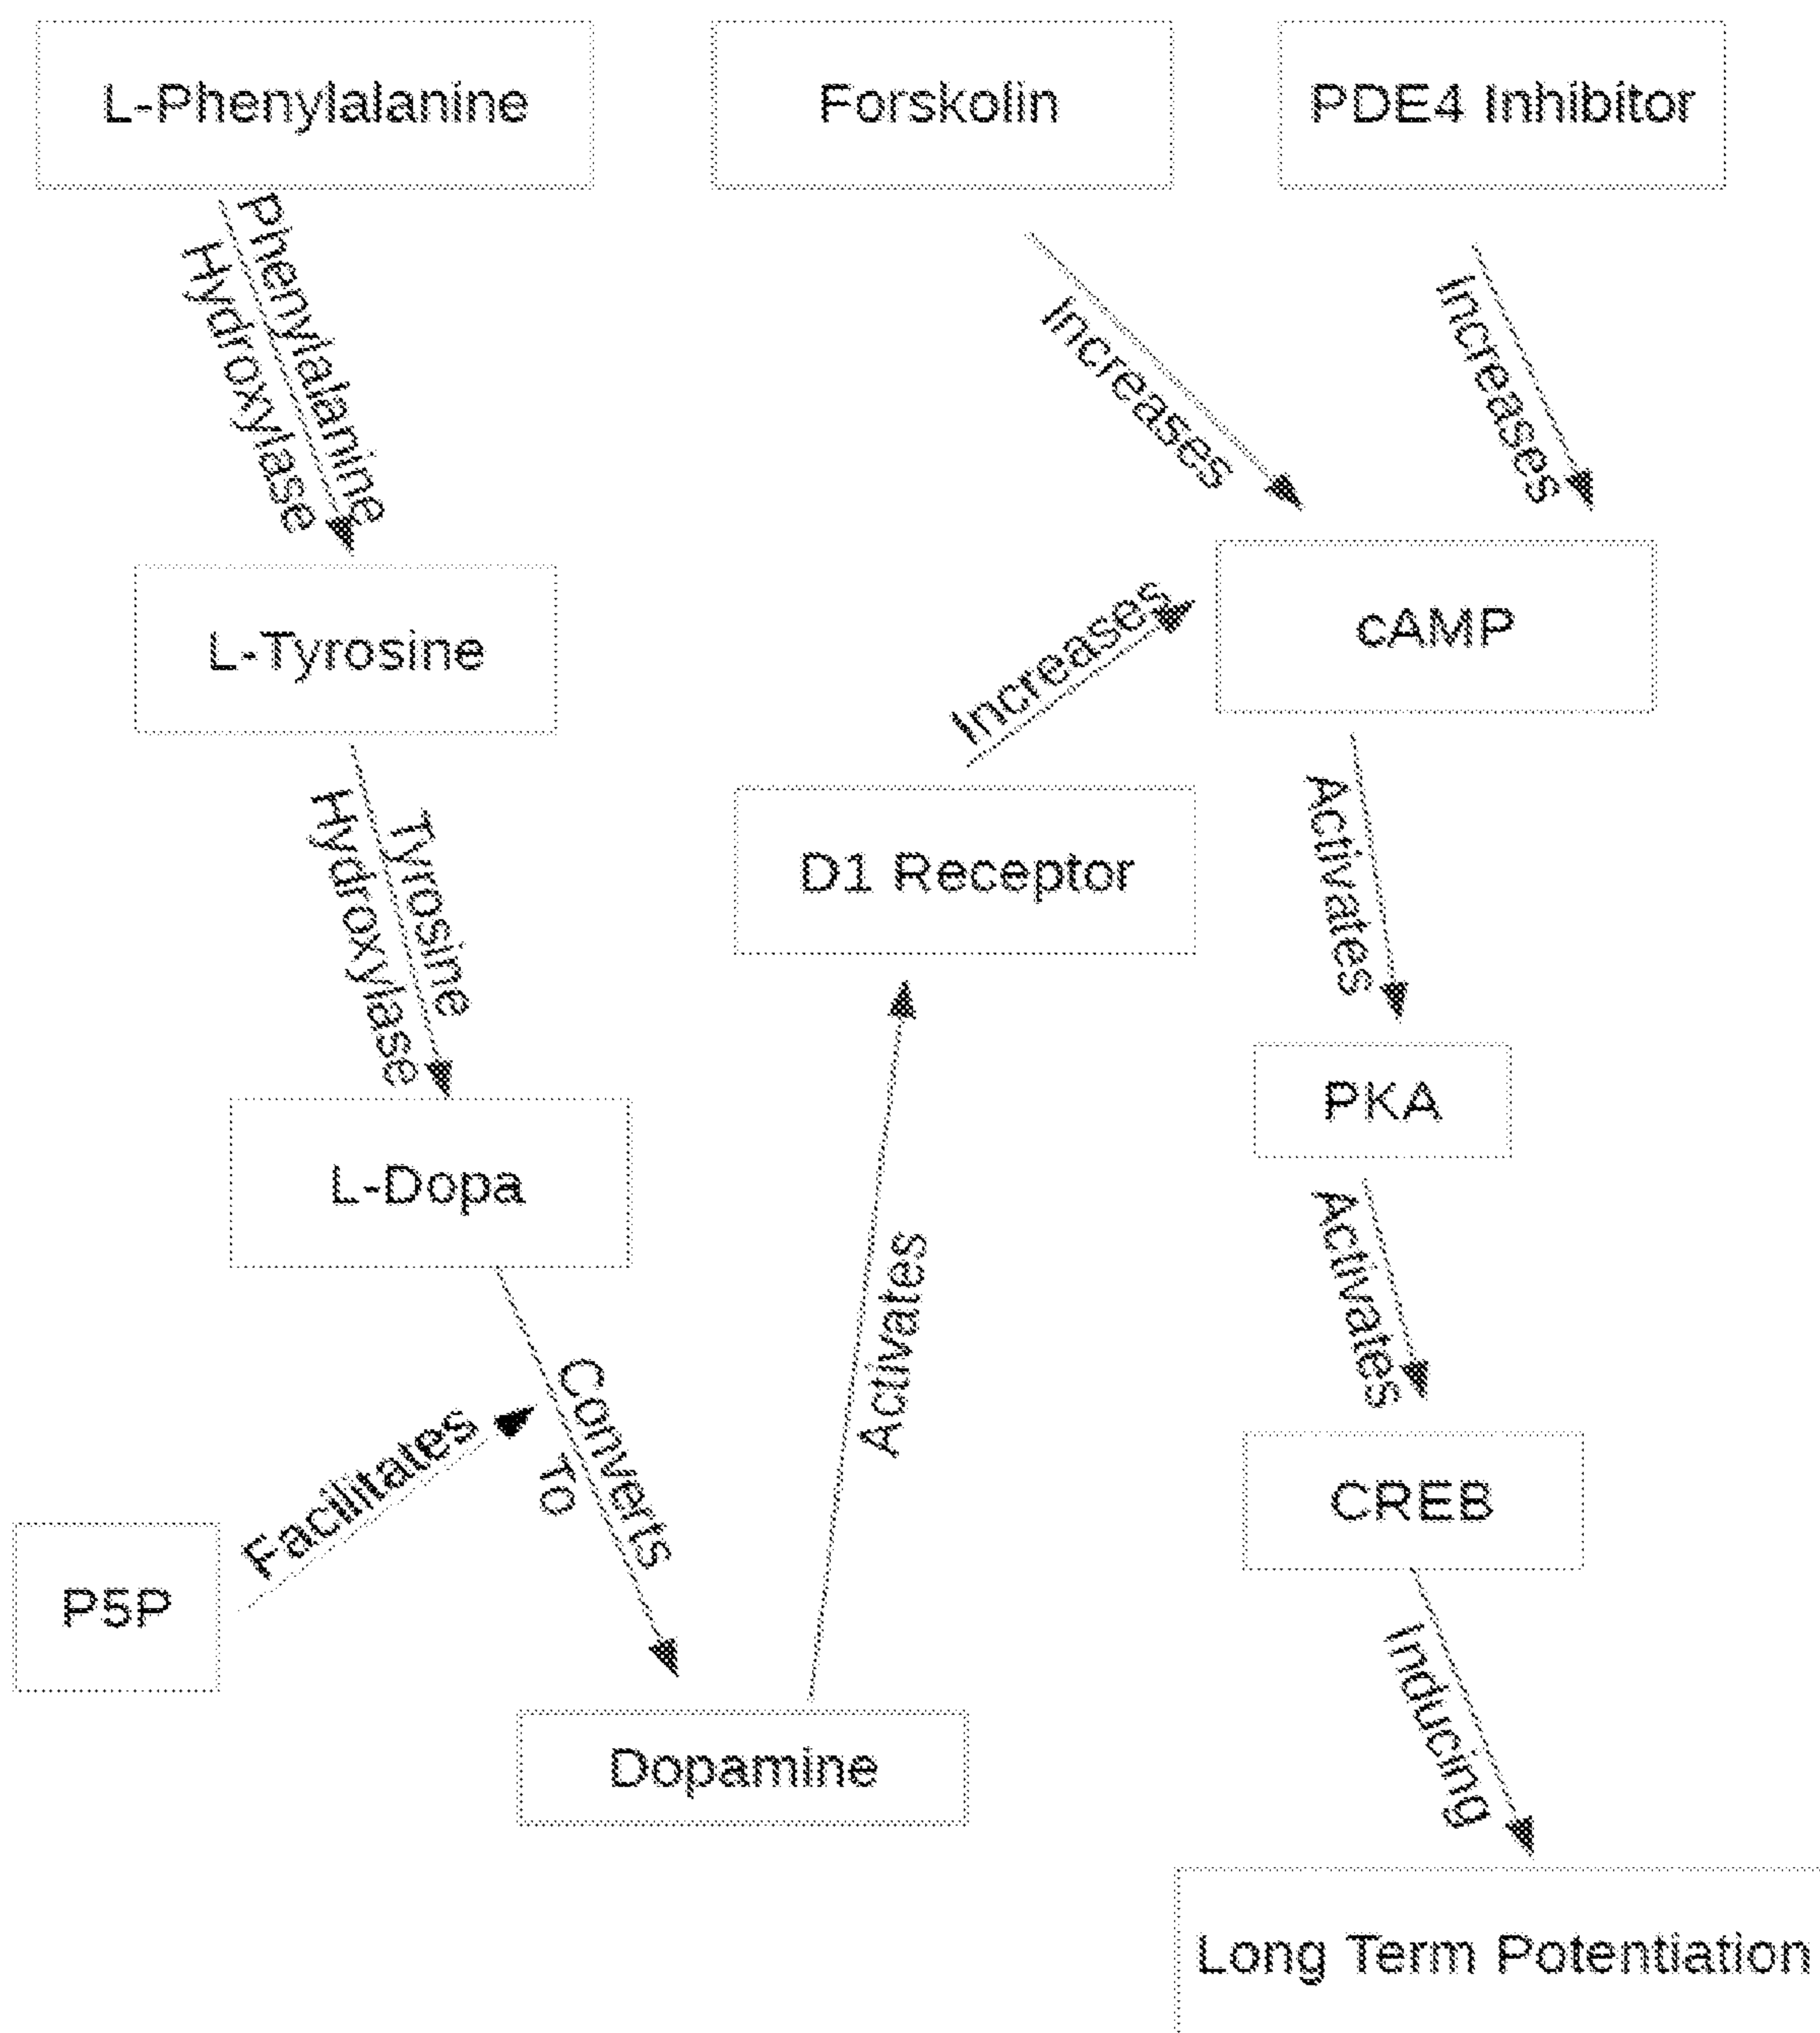 L-Phenylalanine
Forskolin
PDE4 Inhibitor
Phenylalanine
Hydroxylase
Increases
Increases
L-Tyrosine
Increases
cAMP
Tyrosine
Hydroxylase
D1 Receptor
Activates
L-Dopa
PKA
Activates
Activates
Converts
To
Facilitates
P5P
CREB
Dopamine
Inducing
Long Term Potentiation